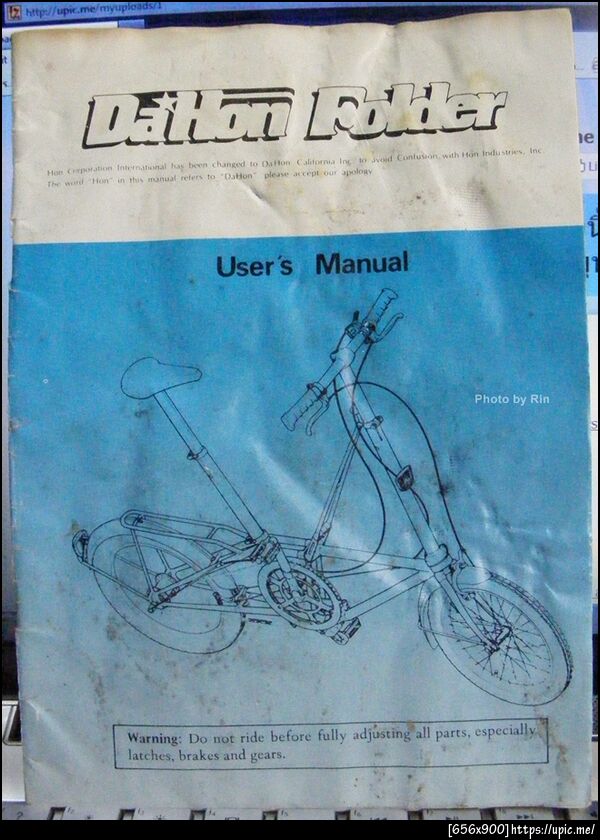 http://upic.me/myuploads/1
DaHon Folder
Hon Corporation International has been changed to DaHon California Inc. to avoid Confusion, with Hon Industries, Inc.
The word "Hon" in this manual refers to "DaHon" please accept our apology
User's Manual
Photo by Rin
Warning: Do not ride before fully adjusting all parts, especially
latches, brakes and gears.
[656x900]https://upic.me/